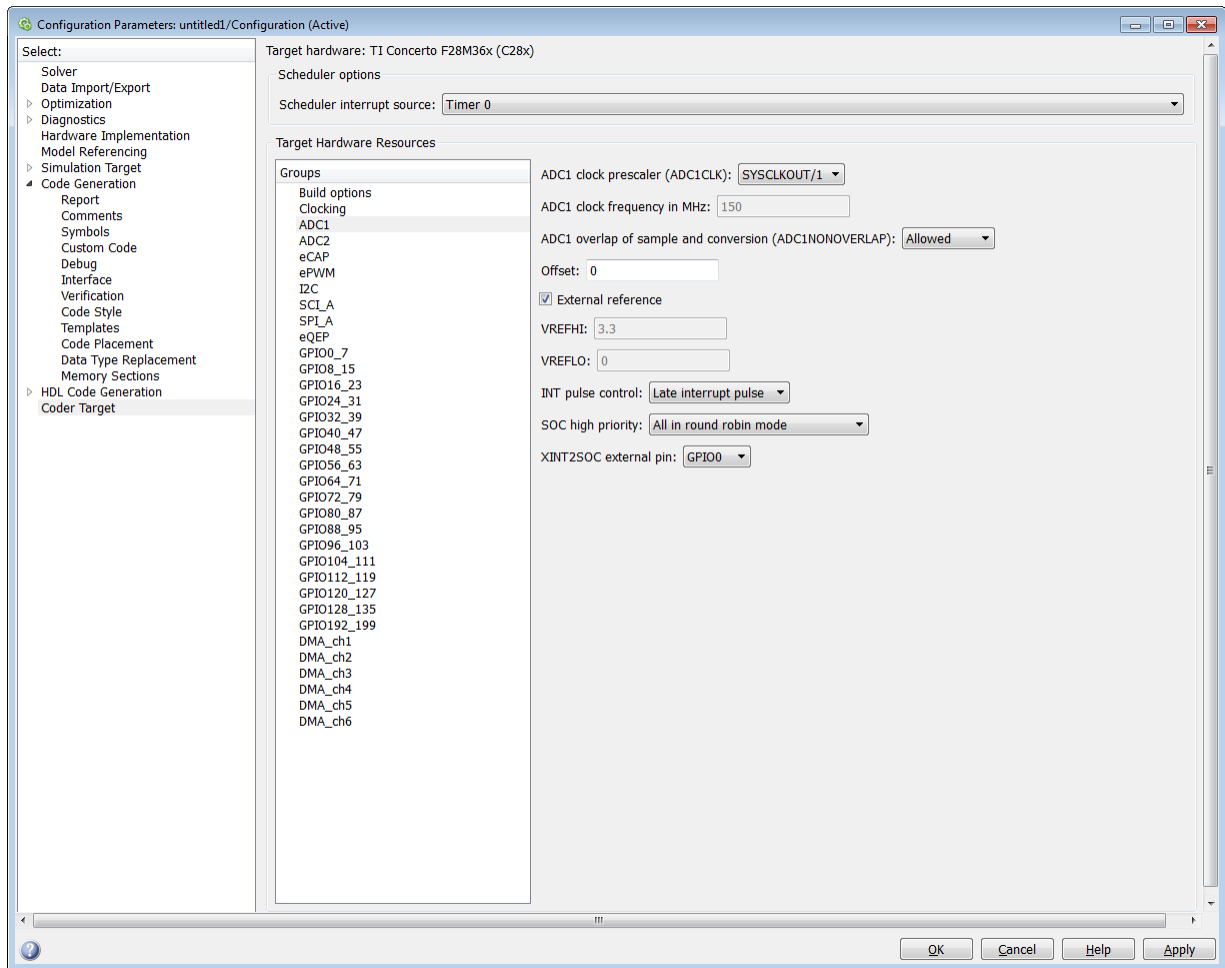 Configuration Parameters: untitled1/Configuration (Active)
Select:
Solver
Data Import/Export
Optimization
Diagnostics
Hardware Implementation
Model Referencing
Simulation Target
Code Generation
Report
Comments
Symbols
Custom Code
Debug
Interface
Verification
Code Style
Templates
Code Placement
Data Type Replacement
Memory Sections
HDL Code Generation
Coder Target
Target hardware: TI Concerto F28M36x (C28x)
Scheduler options
Scheduler interrupt source: Timer 0
Target Hardware Resources
Groups
Build options
Clocking
ADC1
ADC2
eCAP
ePWM
I2C
SCI_A
SPI_A
eQEP
GPIO0_7
GPIO8_15
GPIO16_23
GPIO24_31
GPIO32_39
GPIO40_47
GPIO48_55
GPIO56_63
GPIO64_71
GPIO72_79
GPIO80_87
GPIO88_95
GPIO96_103
GPIO104_111
GPIO112_119
GPIO120_127
GPIO128_135
GPIO192_199
DMA_ch1
DMA_ch2
DMA_ch3
DMA_ch4
DMA_ch5
DMA_ch6
ADC1 clock prescaler (ADC1CLK): SYSCLKOUT/1
ADC1 clock frequency in MHz: 150
ADC1 overlap of sample and conversion (ADC1NONOVERLAP): Allowed
Offset: 0
External reference
VREFHI: 3.3
VREFLO: 0
INT pulse control: Late interrupt pulse
SOC high priority: All in round robin mode
XINT2SOC external pin: GPIO0
OK Cancel Help Apply